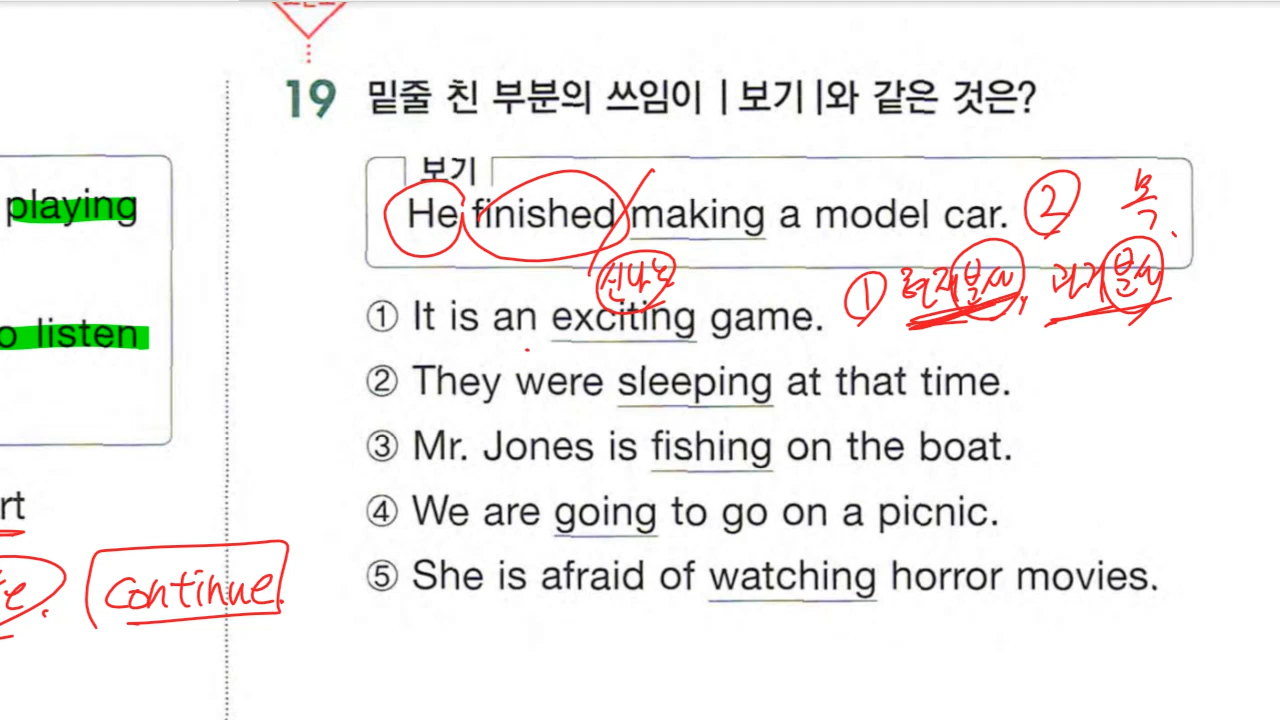 playing
o listen
rt
continue.
19 밑줄 친 부분의 쓰임이 | 보기 |와 같은 것은?
보기
He finished making a model car. ② 목.
신나는 ① 현재분사, 과거분사
① It is an exciting game.
② They were sleeping at that time.
③ Mr. Jones is fishing on the boat.
④ We are going to go on a picnic.
⑤ She is afraid of watching horror movies.